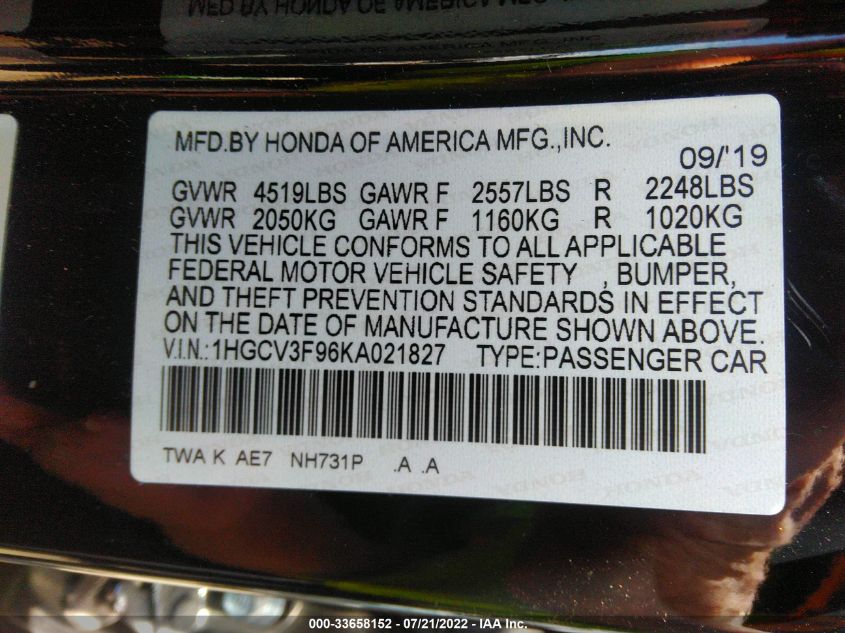 MFD.BY HONDA OF AMERICA MFG.,INC.
09/'19
GVWR 4519LBS GAWR F 2557LBS R 2248LBS
GVWR 2050KG GAWR F 1160KG R 1020KG
THIS VEHICLE CONFORMS TO ALL APPLICABLE
FEDERAL MOTOR VEHICLE SAFETY , BUMPER,
AND THEFT PREVENTION STANDARDS IN EFFECT
ON THE DATE OF MANUFACTURE SHOWN ABOVE.
V.I.N.:1HGCV3F96KA021827 TYPE:PASSENGER CAR
TWA K AE7 NH731P .A .A
000-33658152 - 07/21/2022 - IAA Inc.